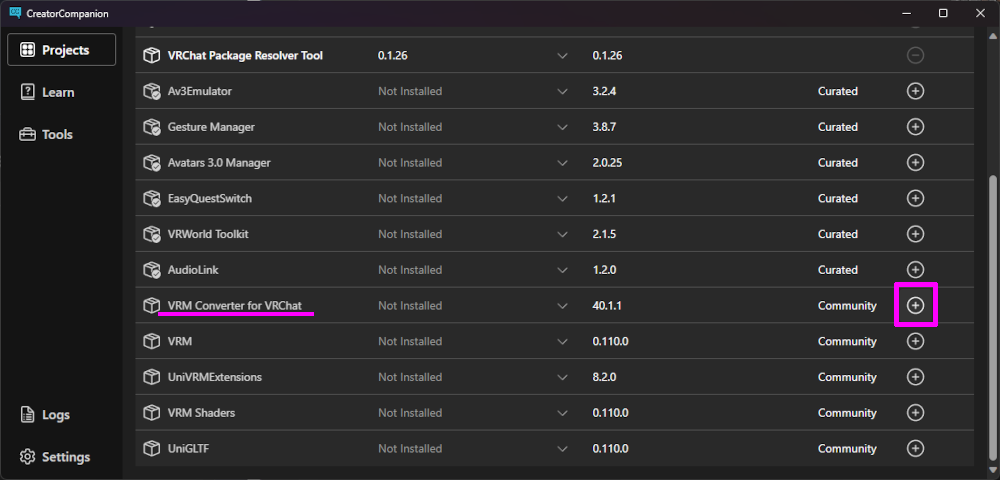 CreatorCompanion
Projects
Learn
Tools
Logs
Settings
VRChat Package Resolver Tool 0.1.26 0.1.26
Av3Emulator Not Installed 3.2.4 Curated
Gesture Manager Not Installed 3.8.7 Curated
Avatars 3.0 Manager Not Installed 2.0.25 Curated
EasyQuestSwitch Not Installed 1.2.1 Curated
VRWorld Toolkit Not Installed 2.1.5 Curated
AudioLink Not Installed 1.2.0 Curated
VRM Converter for VRChat Not Installed 40.1.1 Community
VRM Not Installed 0.110.0 Community
UniVRMExtensions Not Installed 8.2.0 Community
VRM Shaders Not Installed 0.110.0 Community
UniGLTF Not Installed 0.110.0 Community